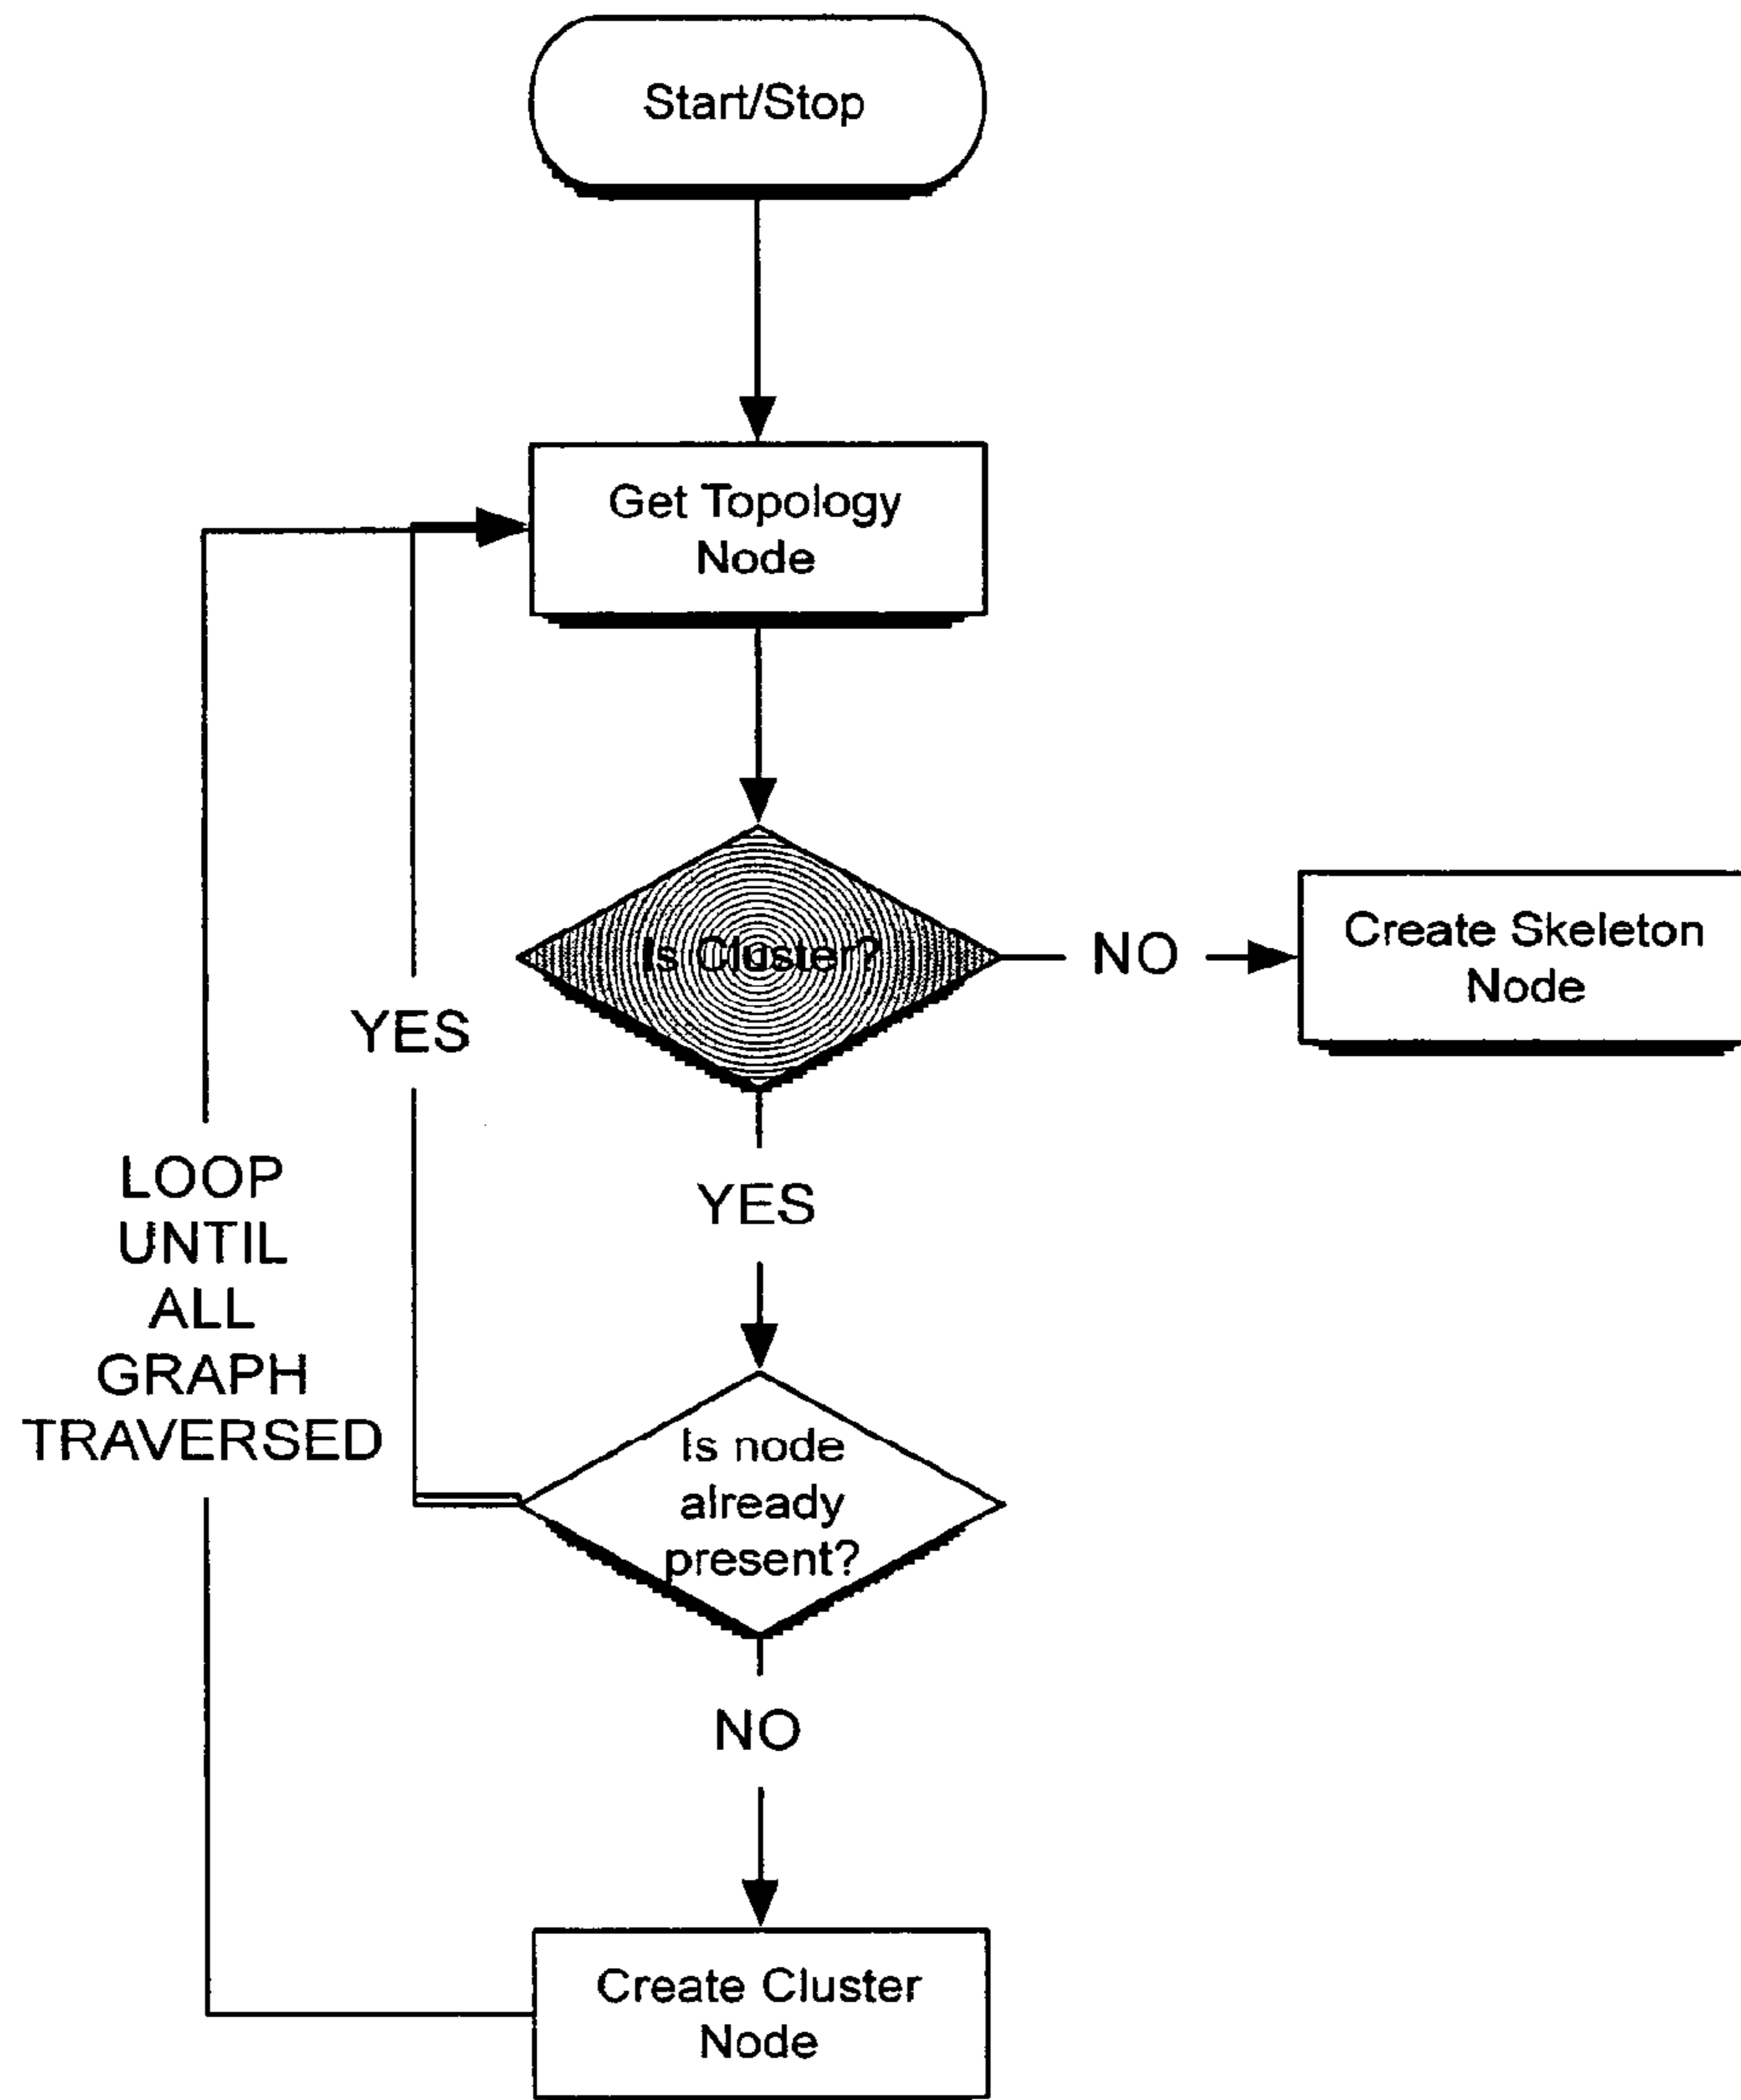 Start/Stop
Get Topology
Node
Is Cluster?
NO
Create Skeleton
Node
YES
YES
LOOP
UNTIL
ALL
GRAPH
TRAVERSED
Is node
already
present?
NO
Create Cluster
Node